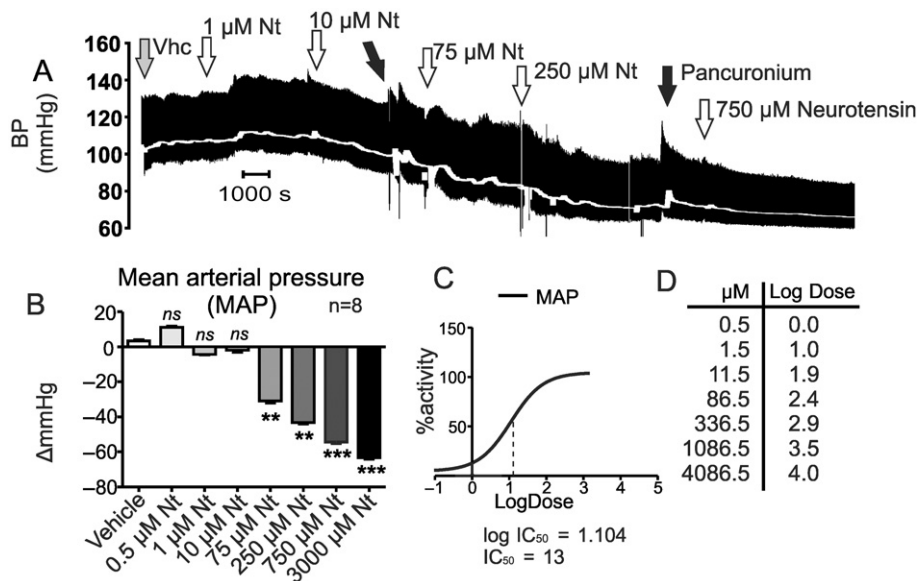 A
BP
(mmHg)
160
140
120
100
80
60
Vhc
1 µM Nt
10 µM Nt
75 µM Nt
250 µM Nt
Pancuronium
750 µM Neurotensin
1000 s
B
Mean arterial pressure
(MAP)
n=8
ΔmmHg
20
0
−20
−40
−60
−80
ns
ns
ns
**
**
***
***
Vehicle
0.5 µM Nt
1 µM Nt
10 µM Nt
75 µM Nt
250 µM Nt
750 µM Nt
3000 µM Nt
C
MAP
%activity
150
100
50
−1 0 1 2 3 4 5
LogDose
log IC₅₀ = 1.104
IC₅₀ = 13
D
µM Log Dose
0.5 0.0
1.5 1.0
11.5 1.9
86.5 2.4
336.5 2.9
1086.5 3.5
4086.5 4.0